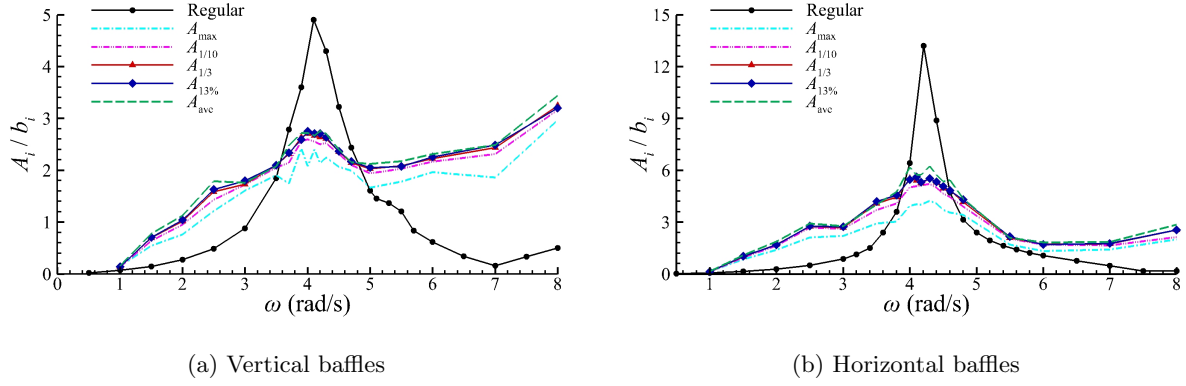 Regular
A_max
A_1/10
A_1/3
A_13%
A_ave
5
4
3
2
1
0
A_i / b_i
1 2 3 4 5 6 7 8
ω (rad/s)
(a) Vertical baffles
Regular
A_max
A_1/10
A_1/3
A_13%
A_ave
15
12
9
6
3
0
A_i / b_i
1 2 3 4 5 6 7 8
ω (rad/s)
(b) Horizontal baffles